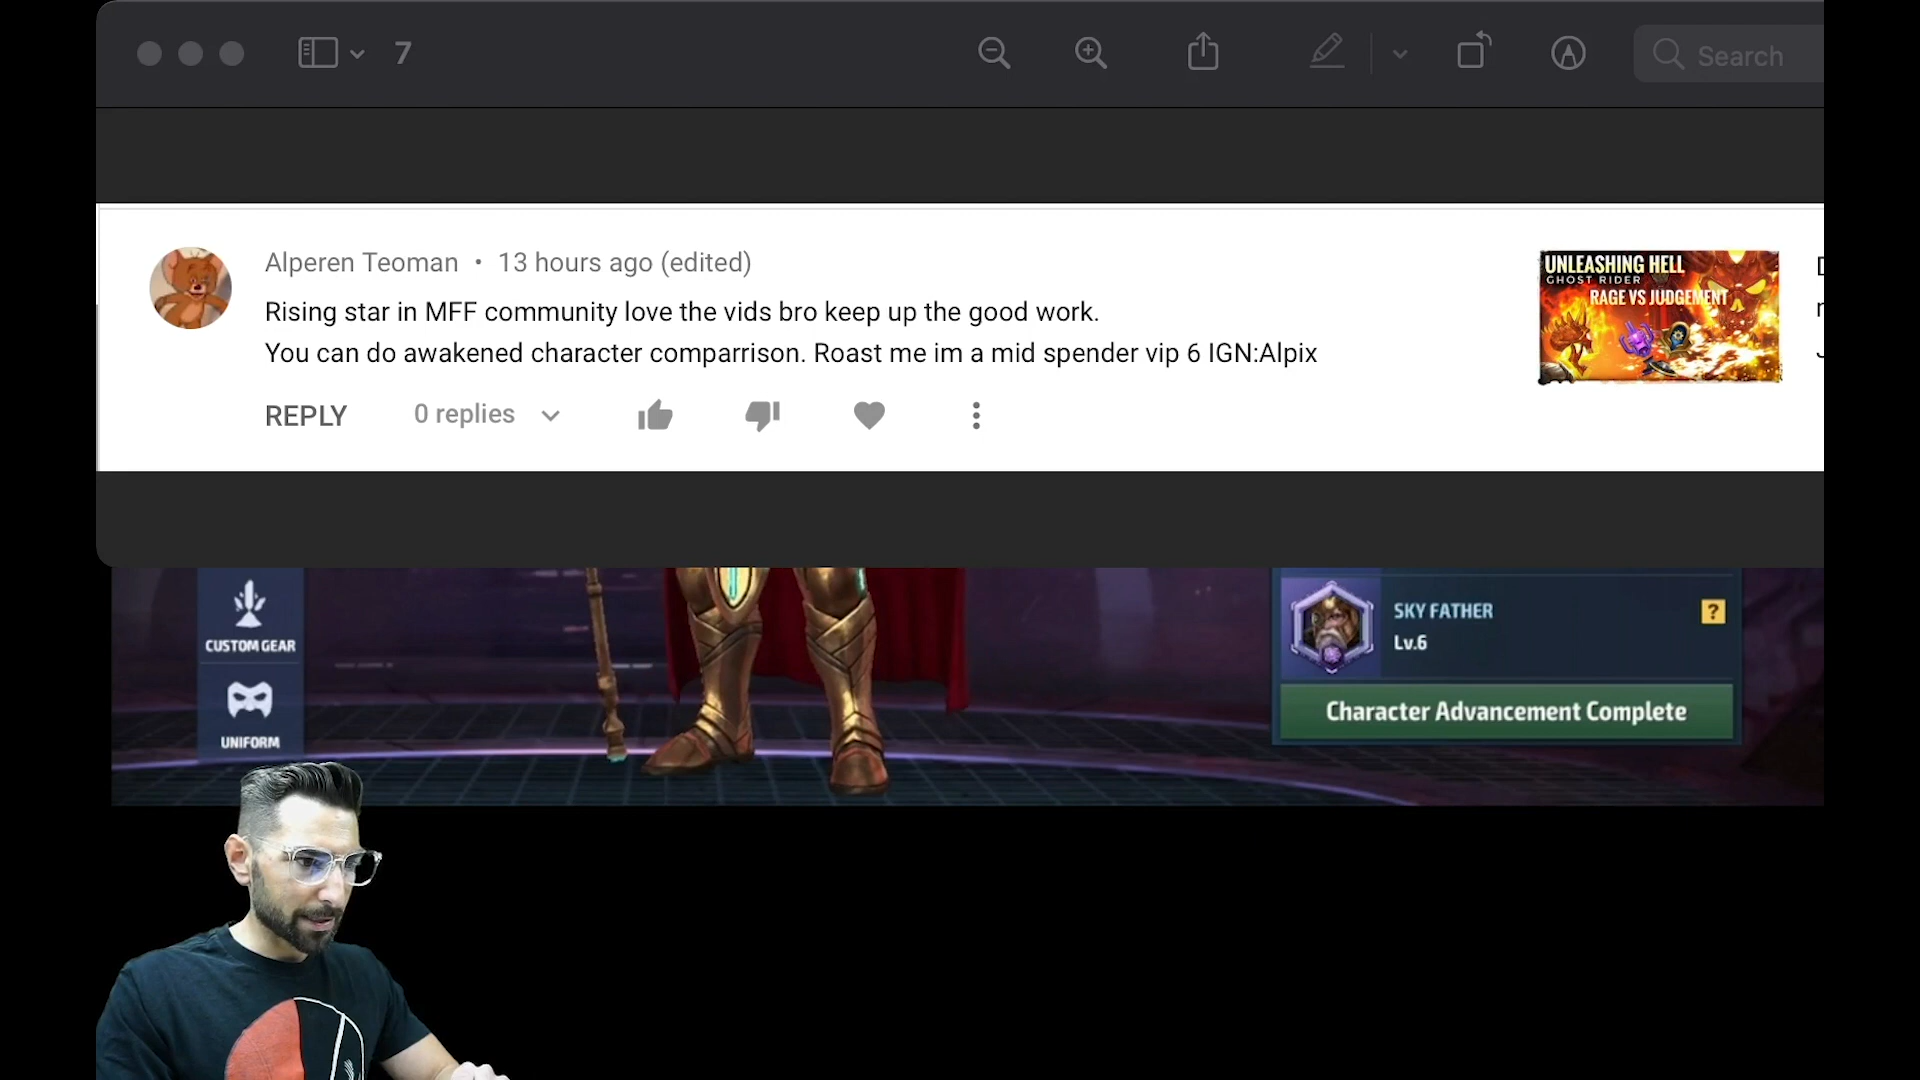 7
Search
Alperen Teoman • 13 hours ago (edited)
Rising star in MFF community love the vids bro keep up the good work.
You can do awakened character comparrison. Roast me im a mid spender vip 6 IGN:Alpix
REPLY
0 replies
UNLEASHING HELL
GHOST RIDER
RAGE VS JUDGEMENT
CUSTOM GEAR
UNIFORM
SKY FATHER
?
Lv.6
Character Advancement Complete